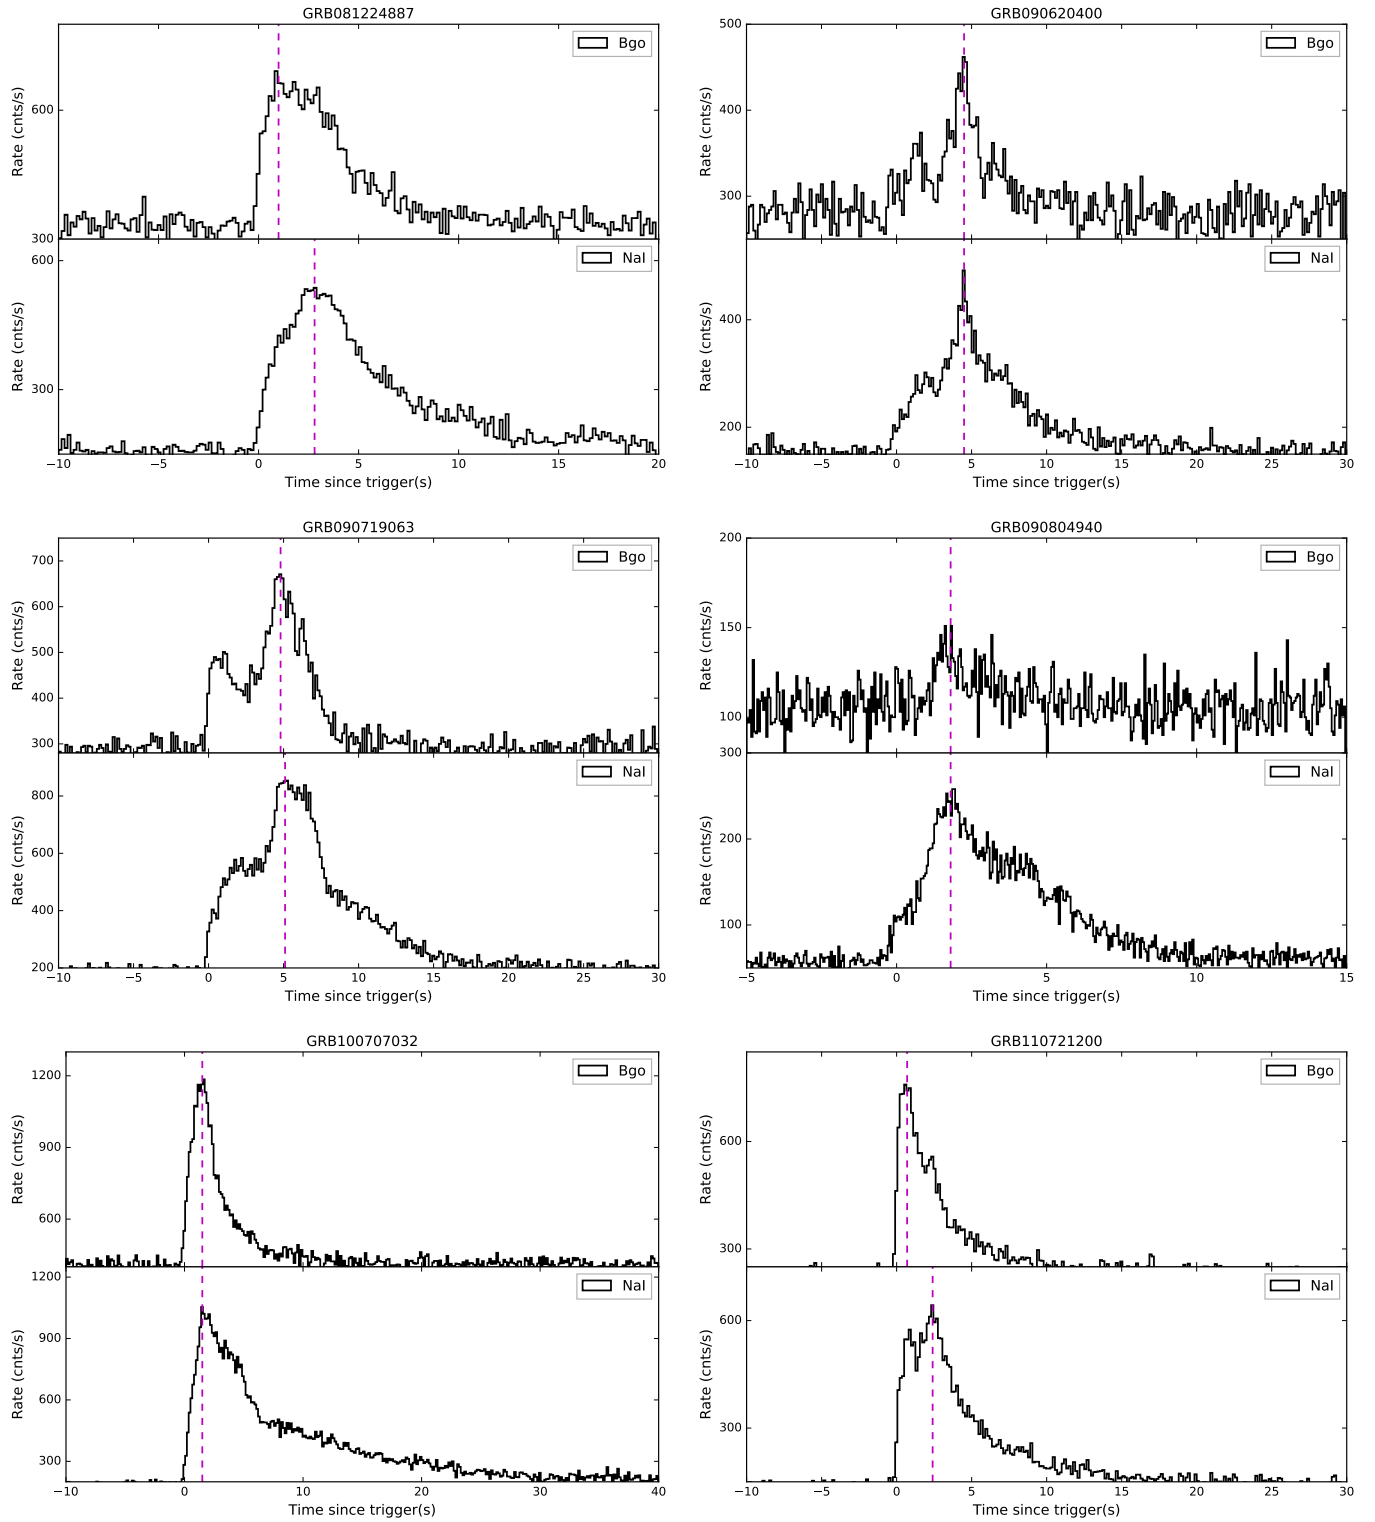 GRB081224887
Bgo
Rate (cnts/s)
600
300
NaI
Rate (cnts/s)
600
300
−10 −5 0 5 10 15 20
Time since trigger(s)
GRB090620400
Bgo
Rate (cnts/s)
500
400
300
NaI
Rate (cnts/s)
400
200
−10 −5 0 5 10 15 20 25 30
Time since trigger(s)
GRB090719063
Bgo
Rate (cnts/s)
700
600
500
400
300
NaI
Rate (cnts/s)
800
600
400
200
−10 −5 0 5 10 15 20 25 30
Time since trigger(s)
GRB090804940
Bgo
Rate (cnts/s)
200
150
100
NaI
Rate (cnts/s)
300
200
100
−5 0 5 10 15
Time since trigger(s)
GRB100707032
Bgo
Rate (cnts/s)
1200
900
600
NaI
Rate (cnts/s)
1200
900
600
300
−10 0 10 20 30 40
Time since trigger(s)
GRB110721200
Bgo
Rate (cnts/s)
600
300
NaI
Rate (cnts/s)
600
300
−10 −5 0 5 10 15 20 25 30
Time since trigger(s)